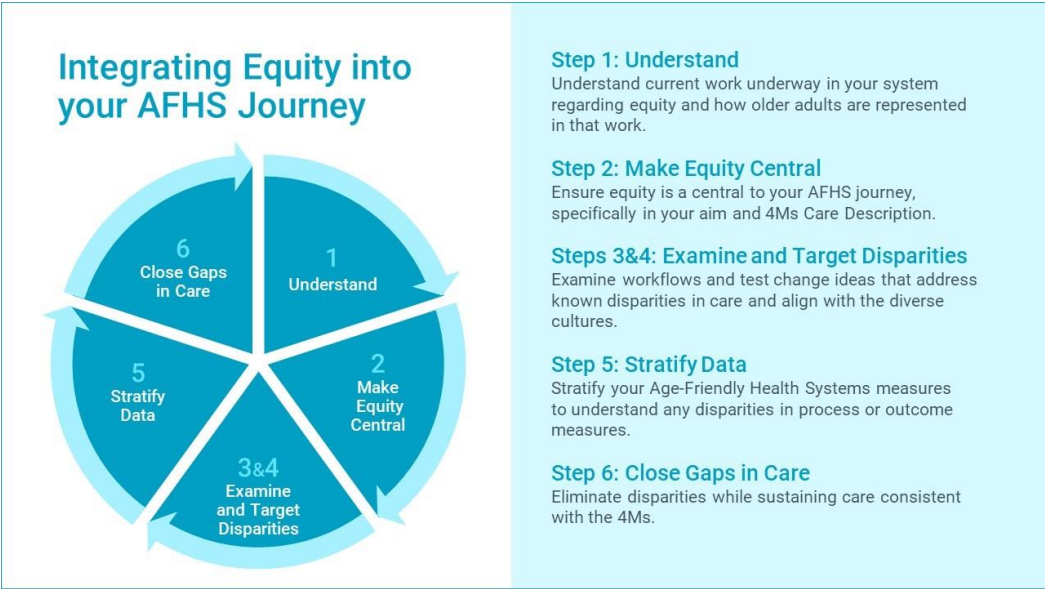 Integrating Equity into
your AFHS Journey
6
Close Gaps
in Care
1
Understand
5
Stratify
Data
2
Make
Equity
Central
3&4
Examine
and Target
Disparities
Step 1: Understand
Understand current work underway in your system
regarding equity and how older adults are represented
in that work.
Step 2: Make Equity Central
Ensure equity is a central to your AFHS journey,
specifically in your aim and 4Ms Care Description.
Steps 3&4: Examine and Target Disparities
Examine workflows and test change ideas that address
known disparities in care and align with the diverse
cultures.
Step 5: Stratify Data
Stratify your Age-Friendly Health Systems measures
to understand any disparities in process or outcome
measures.
Step 6: Close Gaps in Care
Eliminate disparities while sustaining care consistent
with the 4Ms.